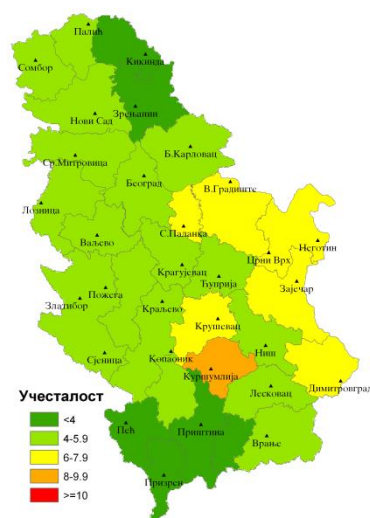 Палић
Сомбор
Кикинда
Зрењанин
Нови Сад
Ср.Митровица
Б.Карловац
Београд
В.Градиште
Лозница
С.Паланка
Неготин
Ваљево
Црни Врх
Крагујевац
Ћуприја
Зајечар
Златибор
Пожега
Краљево
Крушевац
Сјеница
Копаоник
Ниш
Куршумлија
Димитровград
Лесковац
Учесталост
<4
4-5.9
6-7.9
8-9.9
>=10
Пећ
Приштина
Врање
Призрен